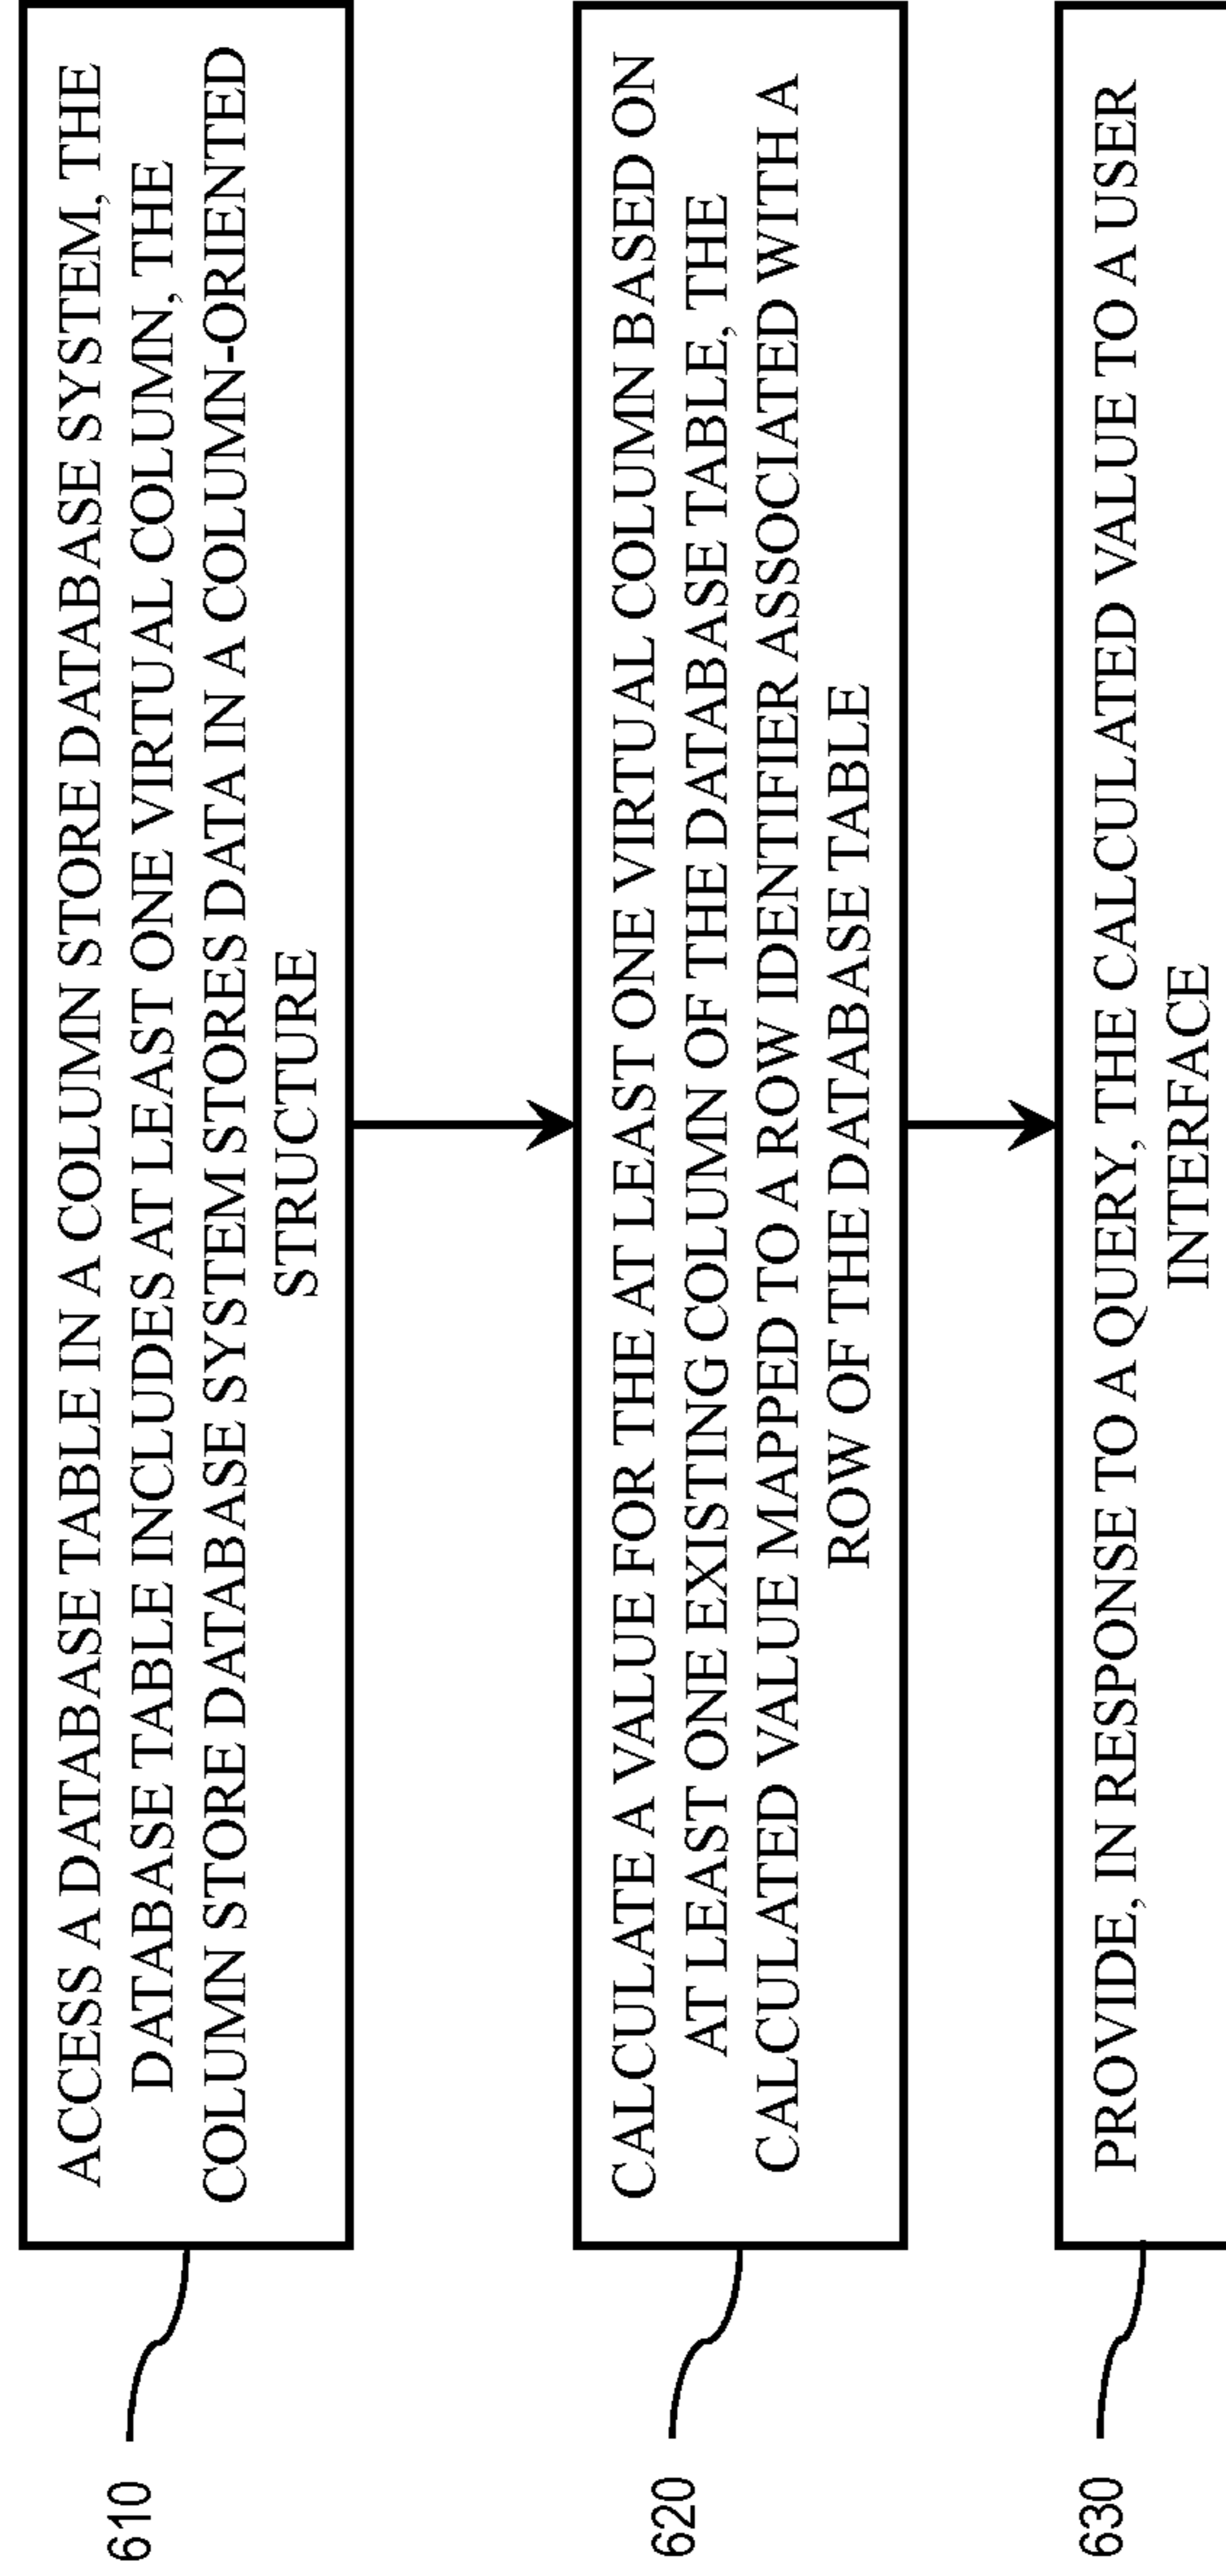 610
ACCESS A DATABASE TABLE IN A COLUMN STORE DATABASE SYSTEM, THE
DATABASE TABLE INCLUDES AT LEAST ONE VIRTUAL COLUMN, THE
COLUMN STORE DATABASE SYSTEM STORES DATA IN A COLUMN-ORIENTED
STRUCTURE
620
CALCULATE A VALUE FOR THE AT LEAST ONE VIRTUAL COLUMN BASED ON
AT LEAST ONE EXISTING COLUMN OF THE DATABASE TABLE, THE
CALCULATED VALUE MAPPED TO A ROW IDENTIFIER ASSOCIATED WITH A
ROW OF THE DATABASE TABLE
630
PROVIDE, IN RESPONSE TO A QUERY, THE CALCULATED VALUE TO A USER
INTERFACE